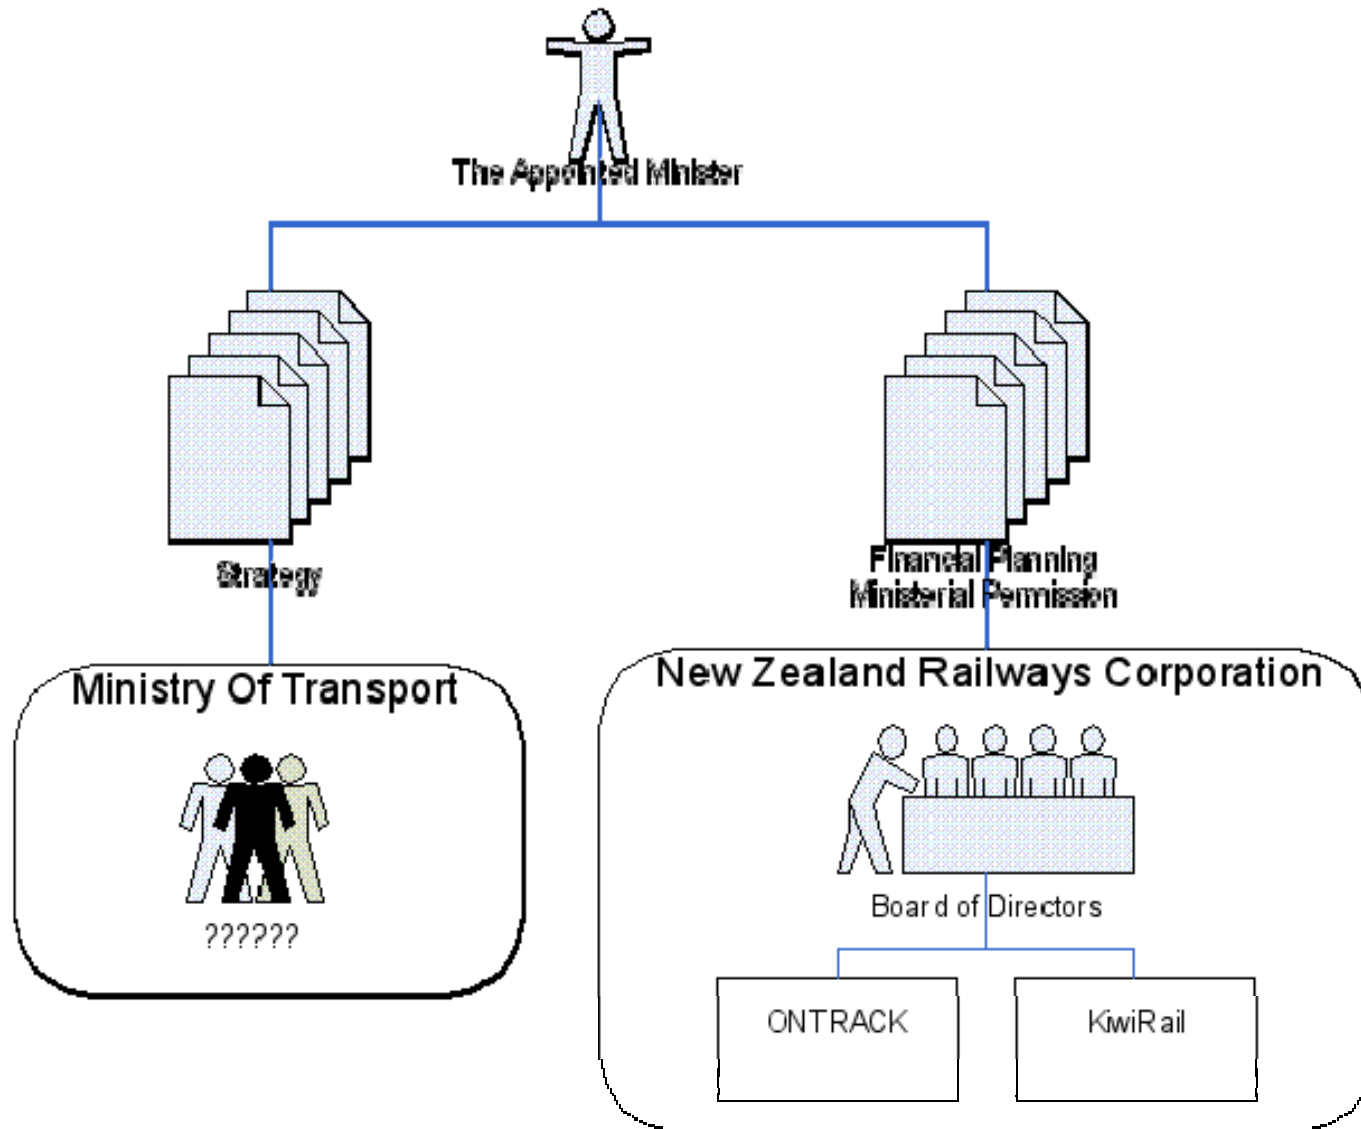 The Appointed Minister
Strategy
Financial Planning
Ministerial Permission
Ministry Of Transport
??????
New Zealand Railways Corporation
Board of Directors
ONTRACK
KiwiRail